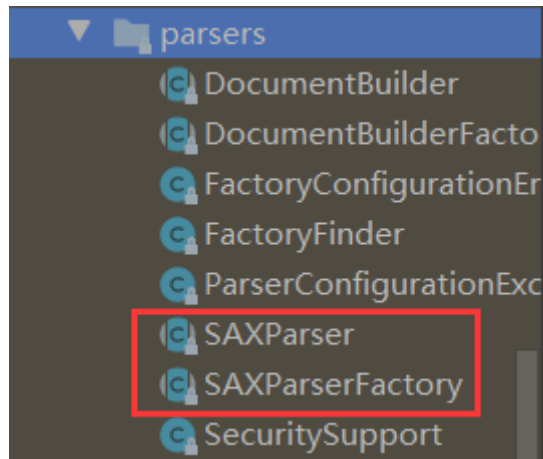 parsers
DocumentBuilder
DocumentBuilderFacto
FactoryConfigurationEr
FactoryFinder
ParserConfigurationExc
SAXParser
SAXParserFactory
SecuritySupport